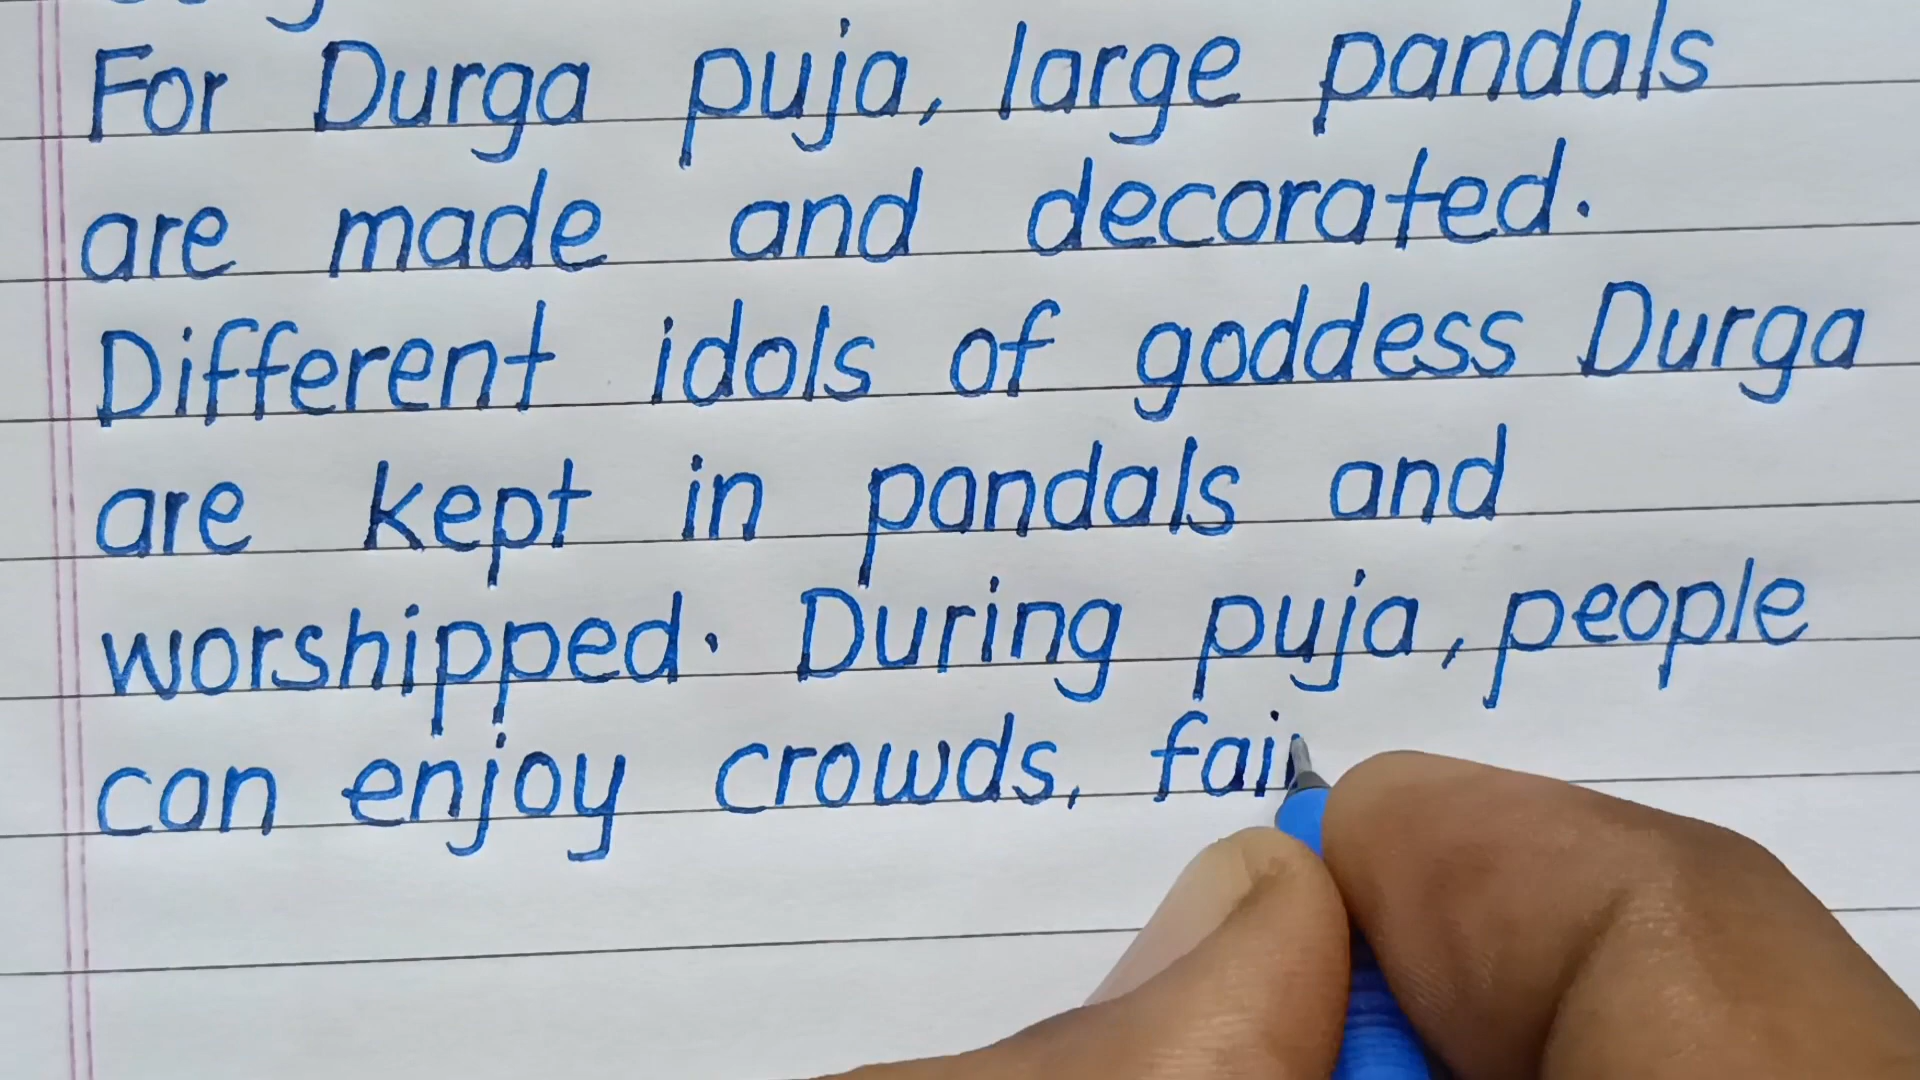 For Durga puja, large pandals
are made and decorated.
Different idols of goddess Durga
are kept in pandals and
worshipped. During puja, people
can enjoy crowds,